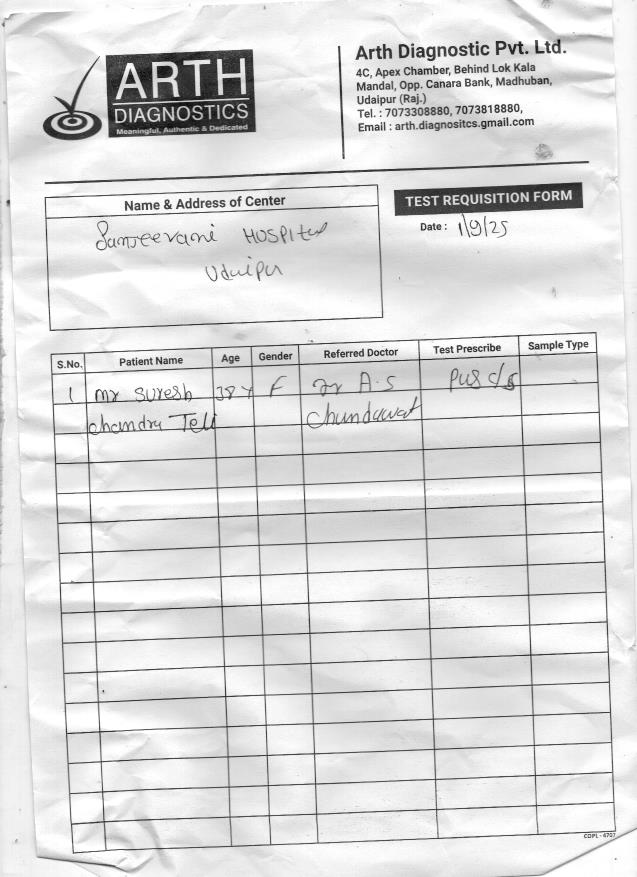 ARTH
DIAGNOSTICS
Meaningful, Authentic & Dedicated
Arth Diagnostic Pvt. Ltd.
4C, Apex Chamber, Behind Lok Kala
Mandal, Opp. Canara Bank, Madhuban,
Udaipur (Raj.)
Tel. : 7073308880, 7073818880,
Email : arth.diagnositcs.gmail.com
Name & Address of Center
Sanjeevani HOSPital
Udaipur
TEST REQUISITION FORM
Date : 1/9/25
S.No. Patient Name Age Gender Referred Doctor Test Prescribe Sample Type
1 Mr Suresh 38 Y F Dr A.S PUS C/S
Chandra Teli Chundawat
CDPL - 4707